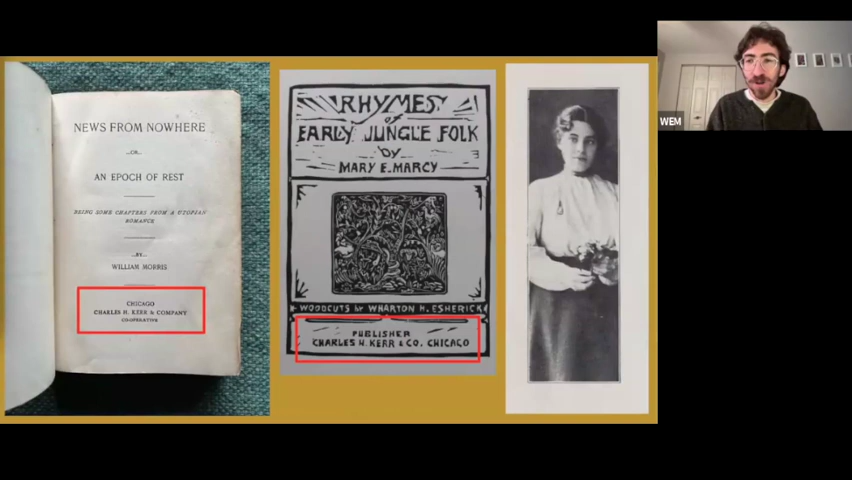 NEWS FROM NOWHERE
—OR—
AN EPOCH OF REST
BEING SOME CHAPTERS FROM A UTOPIAN
ROMANCE
—BY—
WILLIAM MORRIS
CHICAGO
CHARLES H. KERR & COMPANY
CO-OPERATIVE
RHYMES
of
EARLY JUNGLE FOLK
by
MARY E. MARCY
WOODCUTS by WHARTON H. ESHERICK
PUBLISHER
CHARLES H. KERR & CO. CHICAGO
WEM